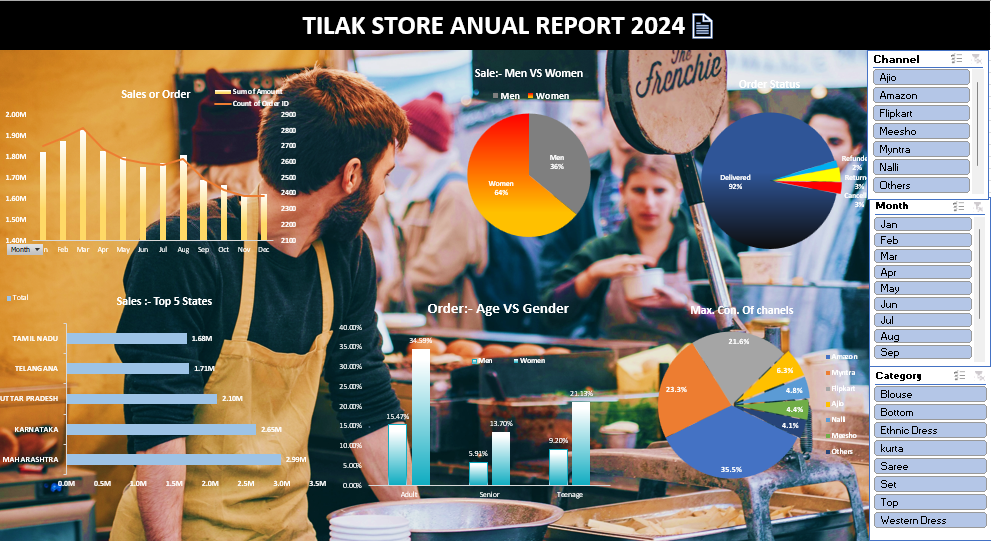 TILAK STORE ANUAL REPORT 2024
Sales or Order
Sum of Amount
Count of Order ID
2.00M
1.90M
1.80M
1.70M
1.60M
1.50M
1.40M
2900
2800
2700
2600
2500
2400
2300
2200
2100
Feb Mar Apr May Jun Jul Aug Sep Oct Nov Dec
Month
Sale:- Men VS Women
Men Women
Men
36%
Women
64%
The
Frenchie
Order Status
Delivered
92%
Refunde
2%
Return
3%
Cancell
3%
Total
Sales :- Top 5 States
TAMIL NADU 1.68M
TELANGANA 1.71M
UTTAR PRADESH 2.10M
KARNATAKA 2.65M
MAHARASHTRA 2.99M
0.0M 0.5M 1.0M 1.5M 2.0M 2.5M 3.0M 3.5M
Order:- Age VS Gender
Men Women
40.00%
35.00%
30.00%
25.00%
20.00%
15.00%
10.00%
5.00%
0.00%
15.47% 34.59%
5.91% 13.70%
9.20% 21.13%
Adult Senior Teenage
Max. Con. Of chanels
21.6%
6.3%
4.8%
4.4%
4.1%
35.5%
23.3%
Amazon
Myntra
Flipkart
Ajio
Nalli
Meesho
Others
Channel
Ajio
Amazon
Flipkart
Meesho
Myntra
Nalli
Others
Month
Jan
Feb
Mar
Apr
May
Jun
Jul
Aug
Sep
Category
Blouse
Bottom
Ethnic Dress
kurta
Saree
Set
Top
Western Dress